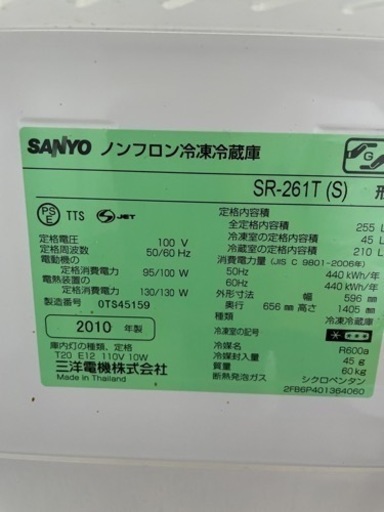 SANYO ノンフロン冷凍冷蔵庫
SR-261T (S) 形
PS E TTS S-JET
定格電圧 100 V
定格周波数 50/60 Hz
電動機の
定格消費電力 95/100 W
電熱装置の
定格消費電力 130/130 W
製造番号 0TS45159
2010 年製
庫内灯の種類、定格
T20 E12 110V 10W
三洋電機株式会社
Made in Thailand
定格内容積
全定格内容積 255 L
冷凍室の定格内容積 45 L
冷蔵室の定格内容積 210 L
消費電力量 (JIS C 9801-2006年)
50Hz 440 kWh/年
60Hz 440 kWh/年
外形寸法 幅 596 mm
奥行 656 mm 高さ 1405 mm
種類 冷凍冷蔵庫
冷凍室の記号
冷媒名 R600a
冷媒封入量 45 g
質量 60 kg
断熱発泡ガス シクロペンタン
2FB6P401364060
G